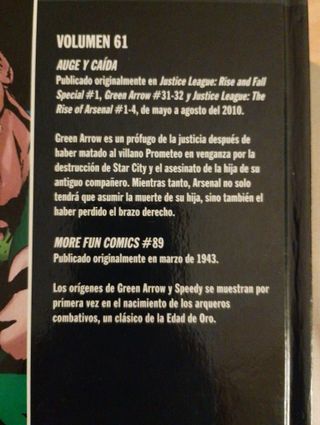 VOLUMEN 61
AUGE Y CAÍDA
Publicado originalmente en Justice League: Rise and Fall
Special #1, Green Arrow #31-32 y Justice League: The
Rise of Arsenal #1-4, de mayo a agosto del 2010.
Green Arrow es un prófugo de la justicia después de
haber matado al villano Prometeo en venganza por la
destrucción de Star City y el asesinato de la hija de su
antiguo compañero. Mientras tanto, Arsenal no solo
tendrá que asumir la muerte de su hija, sino también el
haber perdido el brazo derecho.
MORE FUN COMICS #89
Publicado originalmente en marzo de 1943.
Los orígenes de Green Arrow y Speedy se muestran por
primera vez en el nacimiento de los arqueros
combativos, un clásico de la Edad de Oro.